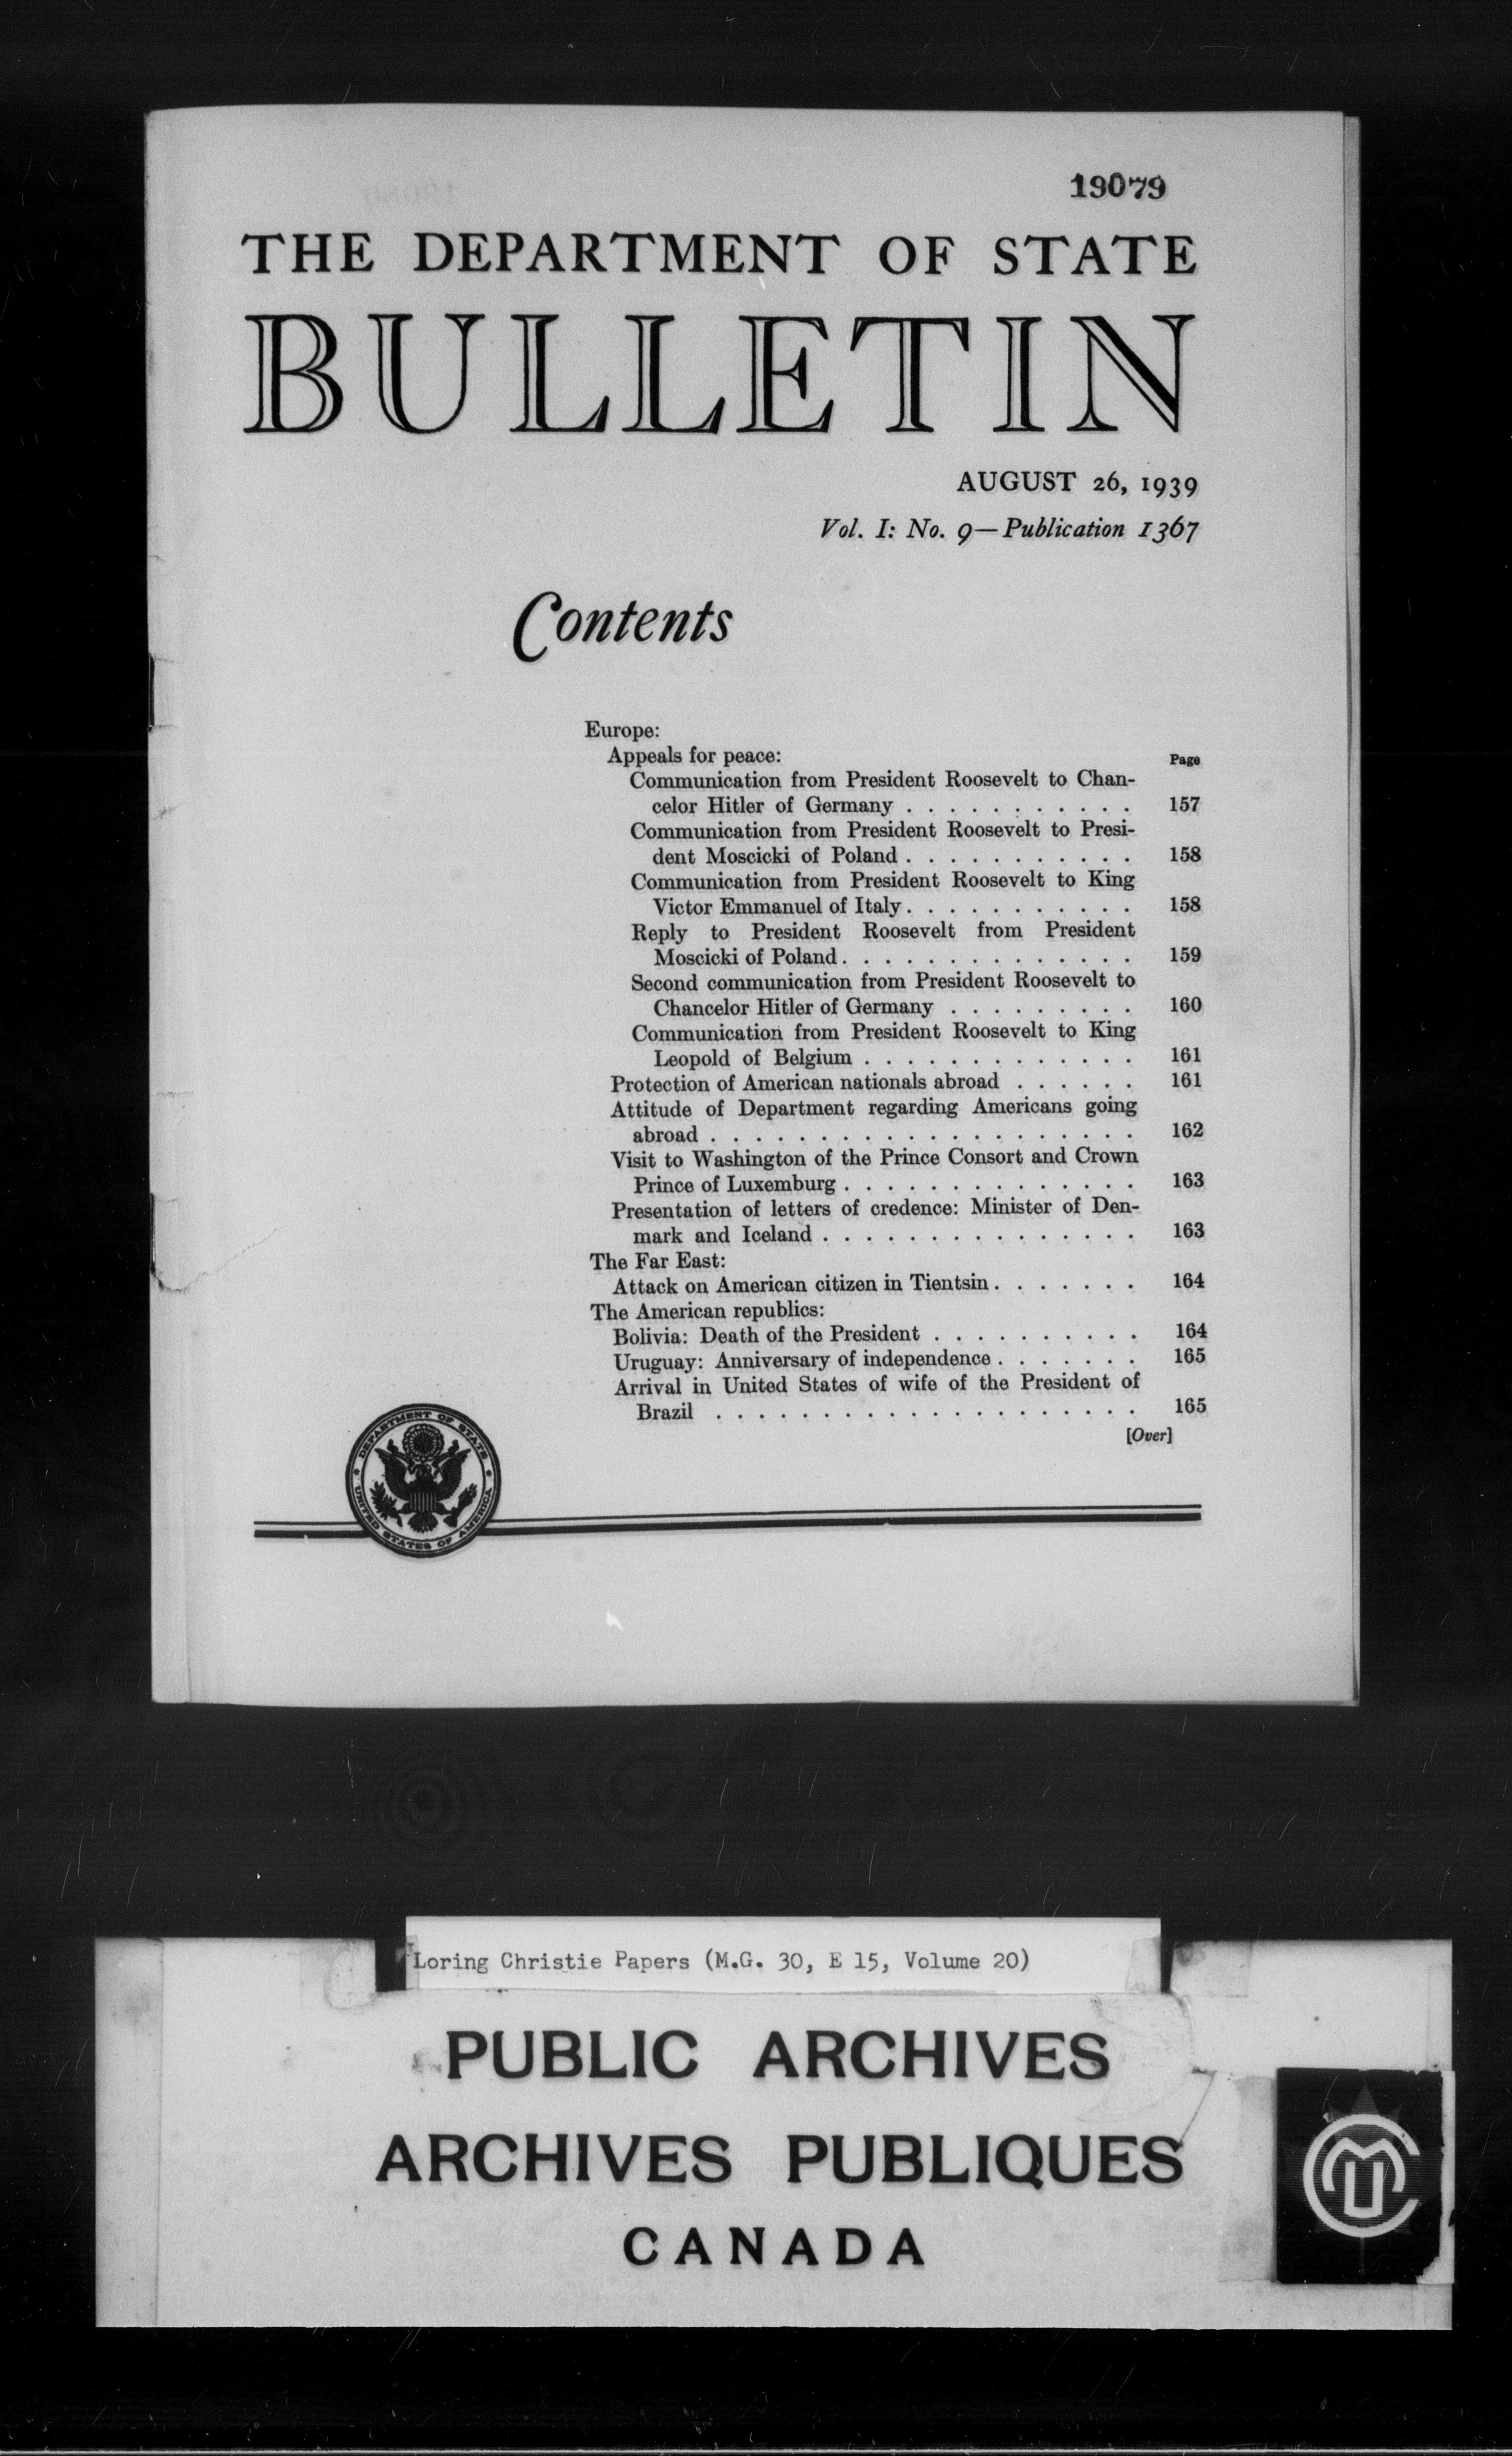 19079
THE DEPARTMENT OF STATE
BULLETIN
AUGUST 26, 1939
Vol. I: No. 9—Publication 1367
Contents
Europe:
Appeals for peace:
Page
Communication from President Roosevelt to Chan-
celor Hitler of Germany . . . . . . . . . . . 157
Communication from President Roosevelt to Presi-
dent Moscicki of Poland . . . . . . . . . . . 158
Communication from President Roosevelt to King
Victor Emmanuel of Italy . . . . . . . . . . . 158
Reply to President Roosevelt from President
Moscicki of Poland . . . . . . . . . . . . . . 159
Second communication from President Roosevelt to
Chancelor Hitler of Germany . . . . . . . . . 160
Communication from President Roosevelt to King
Leopold of Belgium . . . . . . . . . . . . . 161
Protection of American nationals abroad . . . . . . 161
Attitude of Department regarding Americans going
abroad . . . . . . . . . . . . . . . . . . . . 162
Visit to Washington of the Prince Consort and Crown
Prince of Luxemburg . . . . . . . . . . . . . . 163
Presentation of letters of credence: Minister of Den-
mark and Iceland . . . . . . . . . . . . . . . 163
The Far East:
Attack on American citizen in Tientsin . . . . . . . 164
The American republics:
Bolivia: Death of the President . . . . . . . . . . 164
Uruguay: Anniversary of independence . . . . . . . 165
Arrival in United States of wife of the President of
Brazil . . . . . . . . . . . . . . . . . . . . 165
[Over]
DEPARTMENT OF STATE
UNITED STATES OF AMERICA
Loring Christie Papers (M.G. 30, E 15, Volume 20)
PUBLIC ARCHIVES
ARCHIVES PUBLIQUES
CANADA